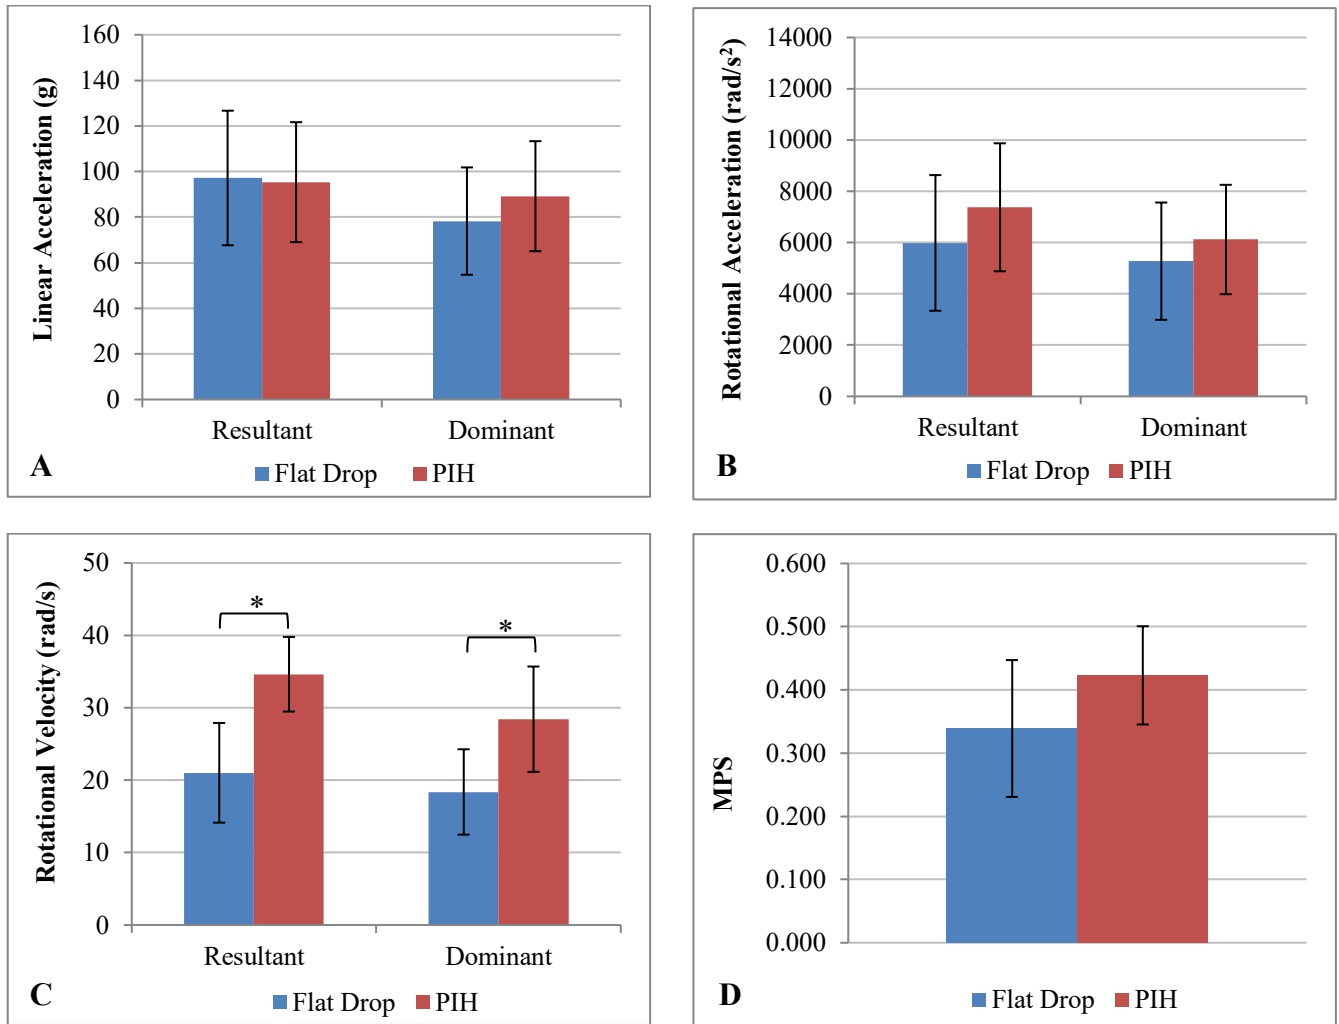 Linear Acceleration (g)
160
140
120
100
80
60
40
20
0
Resultant Dominant
A
Flat Drop PIH
Rotational Acceleration (rad/s²)
14000
12000
10000
8000
6000
4000
2000
0
Resultant Dominant
B
Flat Drop PIH
Rotational Velocity (rad/s)
50
40
30
20
10
0
*
*
Resultant Dominant
C
Flat Drop PIH
MPS
0.600
0.500
0.400
0.300
0.200
0.100
0.000
D
Flat Drop PIH